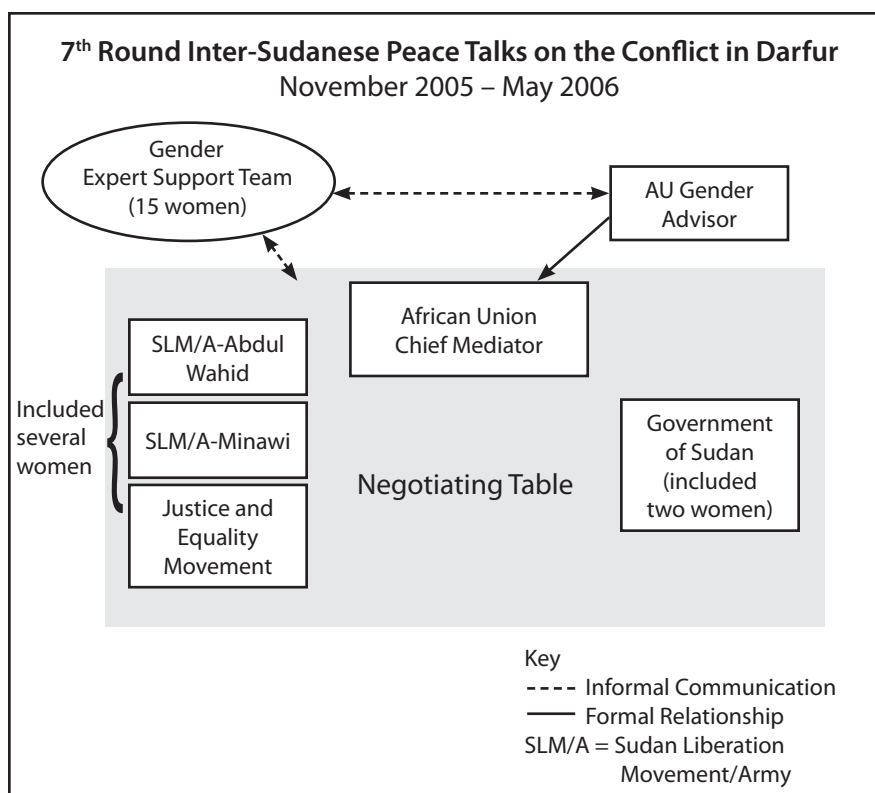 7th Round Inter-Sudanese Peace Talks on the Conflict in Darfur
November 2005 – May 2006
Gender
Expert Support Team
(15 women)
AU Gender
Advisor
African Union
Chief Mediator
SLM/A-Abdul
Wahid
Included
several
women
SLM/A-Minawi
Justice and
Equality
Movement
Negotiating Table
Government
of Sudan
(included
two women)
Key
Informal Communication
Formal Relationship
SLM/A = Sudan Liberation
Movement/Army